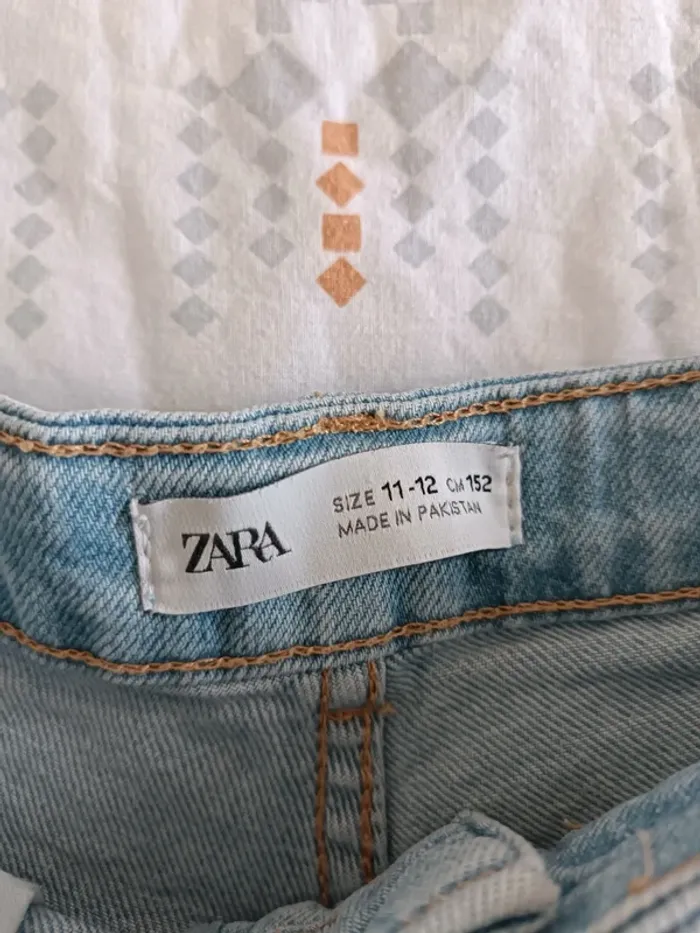 ZARA
SIZE 11-12 CM 152
MADE IN PAKISTAN